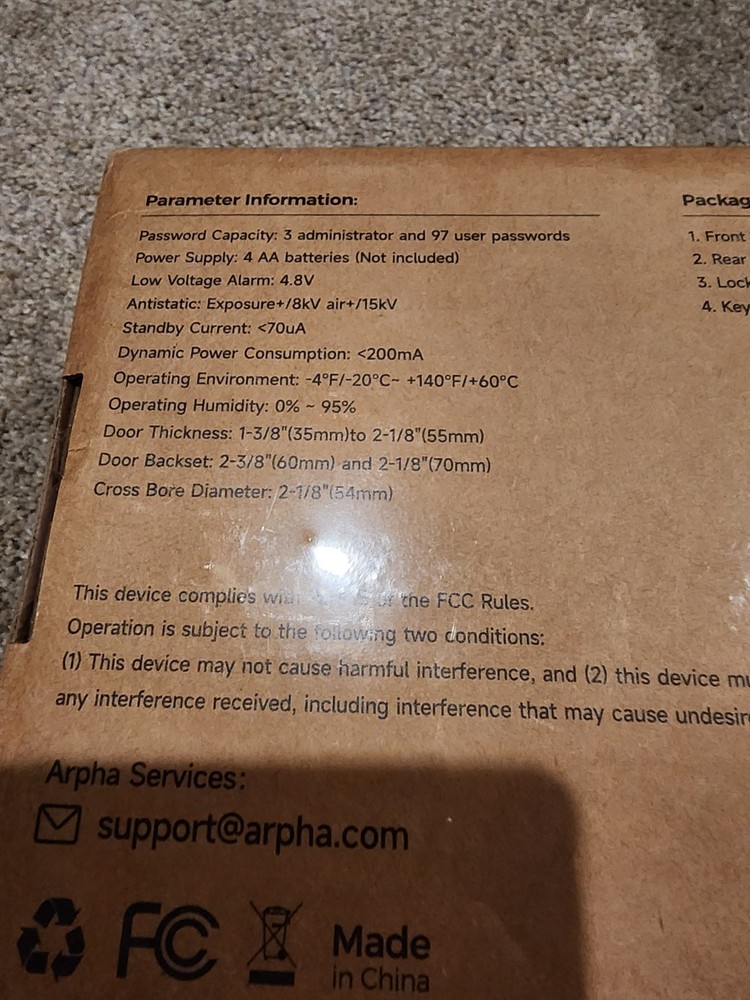 Parameter Information:
Password Capacity: 3 administrator and 97 user passwords
Power Supply: 4 AA batteries (Not included)
Low Voltage Alarm: 4.8V
Antistatic: Exposure+/8kV air+/15kV
Standby Current: <70uA
Dynamic Power Consumption: <200mA
Operating Environment: -4°F/-20°C~ +140°F/+60°C
Operating Humidity: 0% ~ 95%
Door Thickness: 1-3/8"(35mm)to 2-1/8"(55mm)
Door Backset: 2-3/8"(60mm) and 2-1/8"(70mm)
Cross Bore Diameter: 2-1/8"(54mm)
Packag
1. Front
2. Rear
3. Lock
4. Key
This device complies with of the FCC Rules.
Operation is subject to the following two conditions:
(1) This device may not cause harmful interference, and (2) this device mu
any interference received, including interference that may cause undesir
Arpha Services:
support@arpha.com
FC
Made
in China